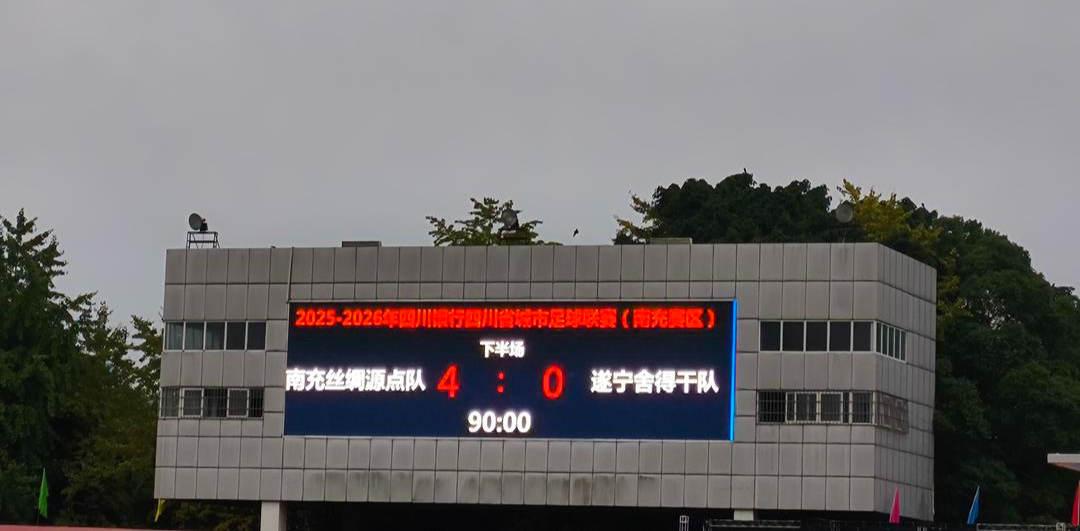 2025-2026年四川银行四川省城市足球联赛（南充赛区）
下半场
南充丝绸源点队 4 : 0 遂宁舍得干队
90:00